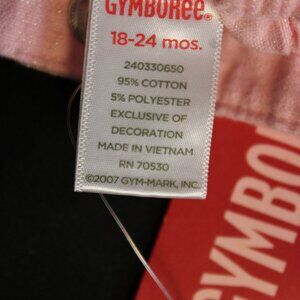 GYMBOREE®
18-24 mos.
240330650
95% COTTON
5% POLYESTER
EXCLUSIVE OF
DECORATION
MADE IN VIETNAM
RN 70530
©2007 GYM-MARK, INC.
GYMBO